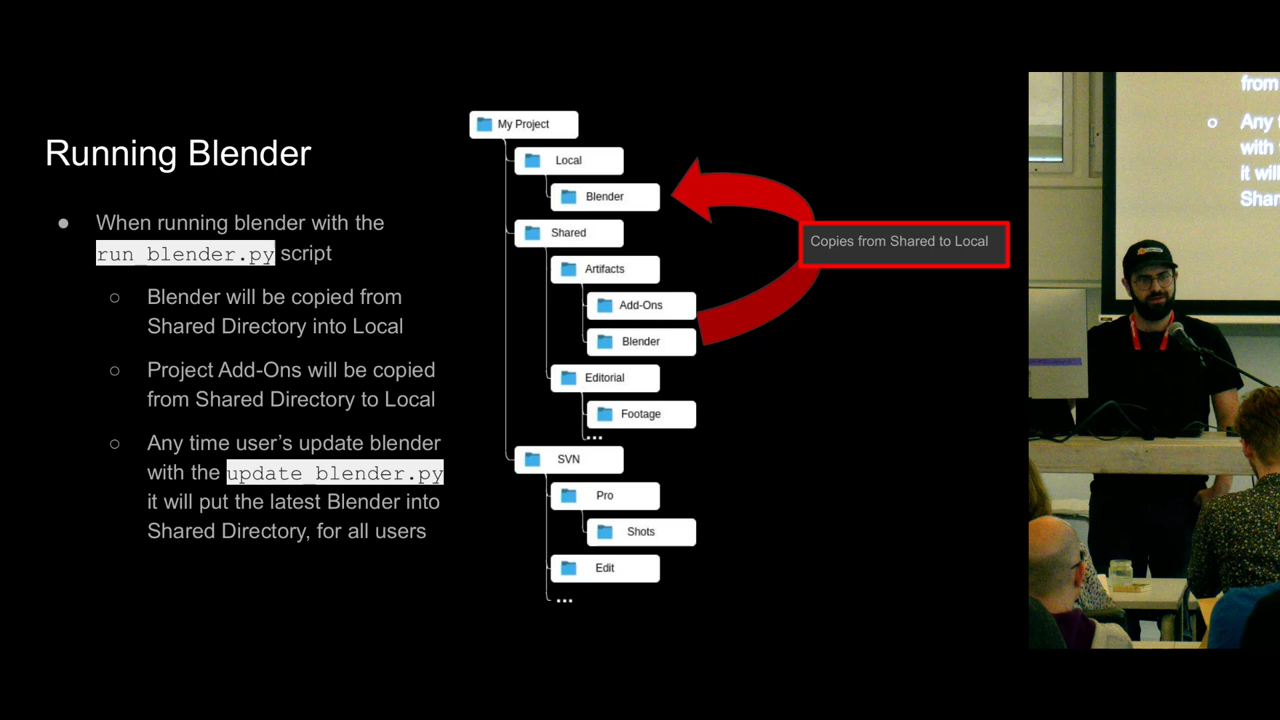 Running Blender
● When running blender with the
run_blender.py script
○ Blender will be copied from
Shared Directory into Local
○ Project Add-Ons will be copied
from Shared Directory to Local
○ Any time user's update blender
with the update_blender.py
it will put the latest Blender into
Shared Directory, for all users
My Project
Local
Blender
Shared
Artifacts
Add-Ons
Blender
Editorial
Footage
...
SVN
Pro
Shots
Edit
...
Copies from Shared to Local
from
○ Any
with
it will